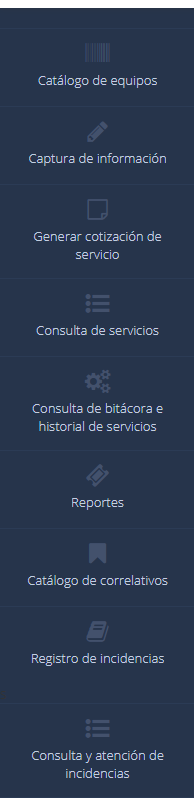 Catálogo de equipos
Captura de información
Generar cotización de
servicio
Consulta de servicios
Consulta de bitácora e
historial de servicios
Reportes
Catálogo de correlativos
Registro de incidencias
Consulta y atención de
incidencias